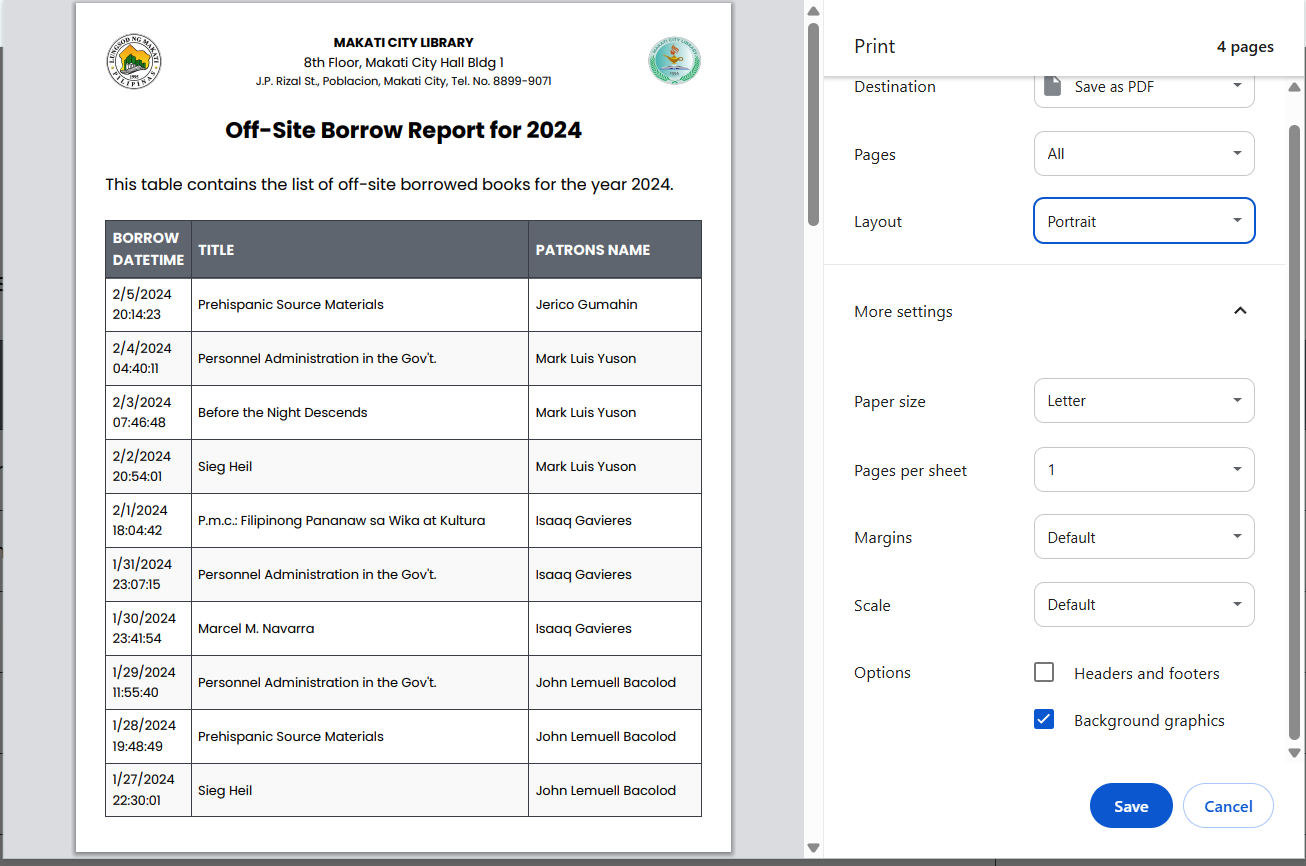 LUNGSOD NG MAKATI
PILIPINAS
MAKATI CITY LIBRARY
8th Floor, Makati City Hall Bldg 1
J.P. Rizal St., Poblacion, Makati City, Tel. No. 8899-9071
MAKATI CITY LIBRARY
Off-Site Borrow Report for 2024
This table contains the list of off-site borrowed books for the year 2024.
BORROW
DATETIME
TITLE
PATRONS NAME
2/5/2024
20:14:23
Prehispanic Source Materials
Jerico Gumahin
2/4/2024
04:40:11
Personnel Administration in the Gov't.
Mark Luis Yuson
2/3/2024
07:46:48
Before the Night Descends
Mark Luis Yuson
2/2/2024
20:54:01
Sieg Heil
Mark Luis Yuson
2/1/2024
18:04:42
P.m.c.: Filipinong Pananaw sa Wika at Kultura
Isaaq Gavieres
1/31/2024
23:07:15
Personnel Administration in the Gov't.
Isaaq Gavieres
1/30/2024
23:41:54
Marcel M. Navarra
Isaaq Gavieres
1/29/2024
11:55:40
Personnel Administration in the Gov't.
John Lemuell Bacolod
1/28/2024
19:48:49
Prehispanic Source Materials
John Lemuell Bacolod
1/27/2024
22:30:01
Sieg Heil
John Lemuell Bacolod
Print
4 pages
Destination
Save as PDF
Pages
All
Layout
Portrait
More settings
Paper size
Letter
Pages per sheet
1
Margins
Default
Scale
Default
Options
Headers and footers
Background graphics
Save
Cancel